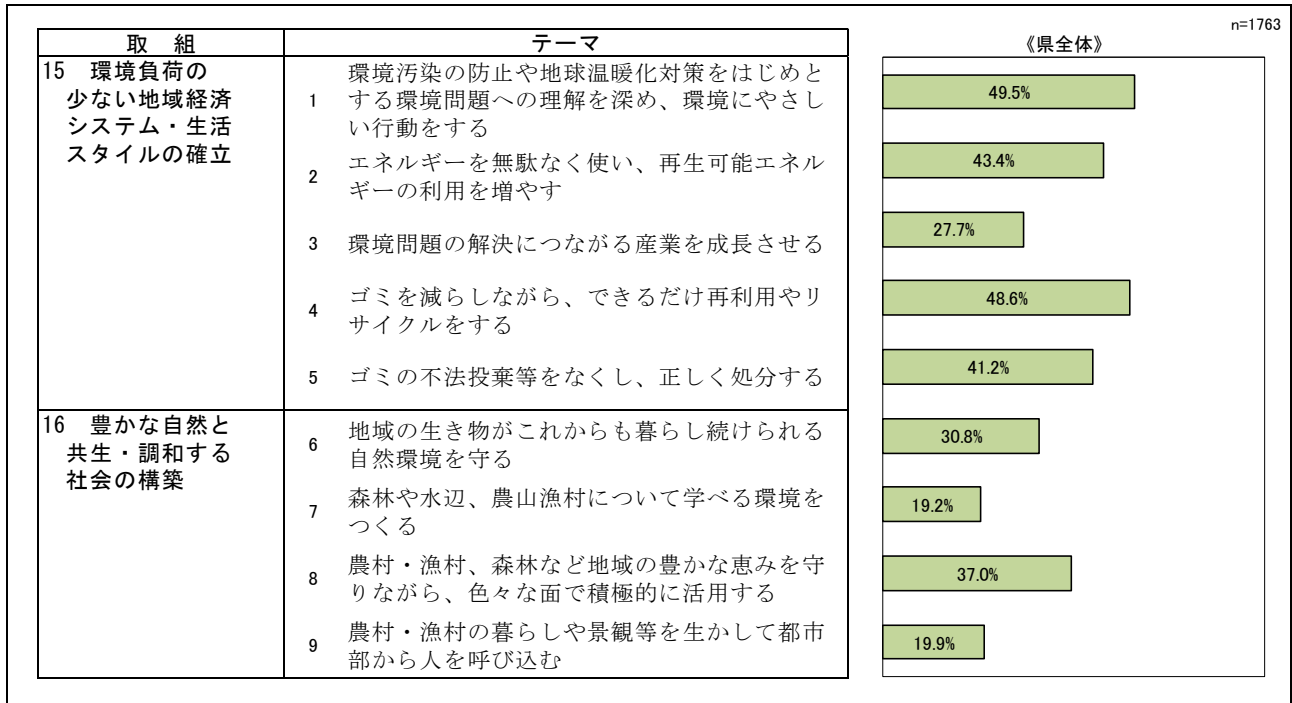 n=1763
取　組
テーマ
《県全体》
15　環境負荷の
少ない地域経済
システム・生活
スタイルの確立
1
環境汚染の防止や地球温暖化対策をはじめと
する環境問題への理解を深め、環境にやさし
い行動をする
49.5%
2
エネルギーを無駄なく使い、再生可能エネル
ギーの利用を増やす
43.4%
3
環境問題の解決につながる産業を成長させる
27.7%
4
ゴミを減らしながら、できるだけ再利用やリ
サイクルをする
48.6%
5
ゴミの不法投棄等をなくし、正しく処分する
41.2%
16　豊かな自然と
共生・調和する
社会の構築
6
地域の生き物がこれからも暮らし続けられる
自然環境を守る
30.8%
7
森林や水辺、農山漁村について学べる環境を
つくる
19.2%
8
農村・漁村、森林など地域の豊かな恵みを守
りながら、色々な面で積極的に活用する
37.0%
9
農村・漁村の暮らしや景観等を生かして都市
部から人を呼び込む
19.9%